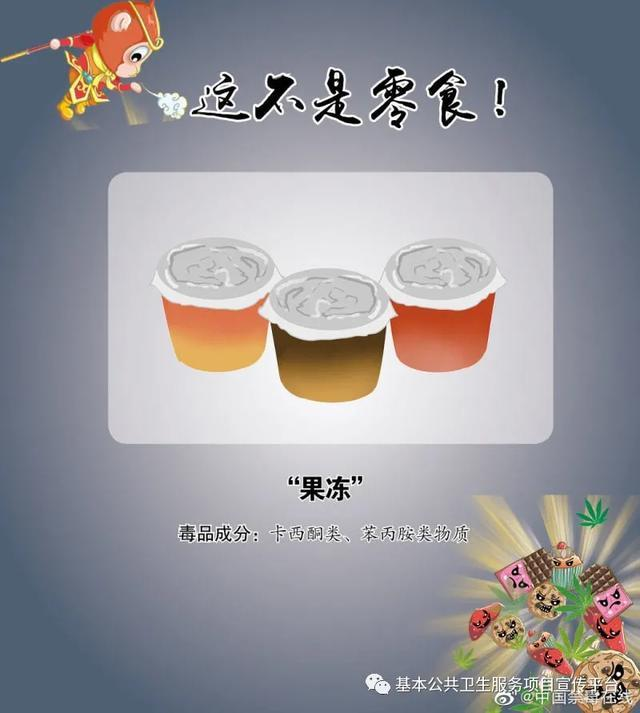 这不是零食！
“果冻”
毒品成分：卡西酮类、苯丙胺类物质
基本公共卫生服务项目宣传平台
@中国禁毒在线